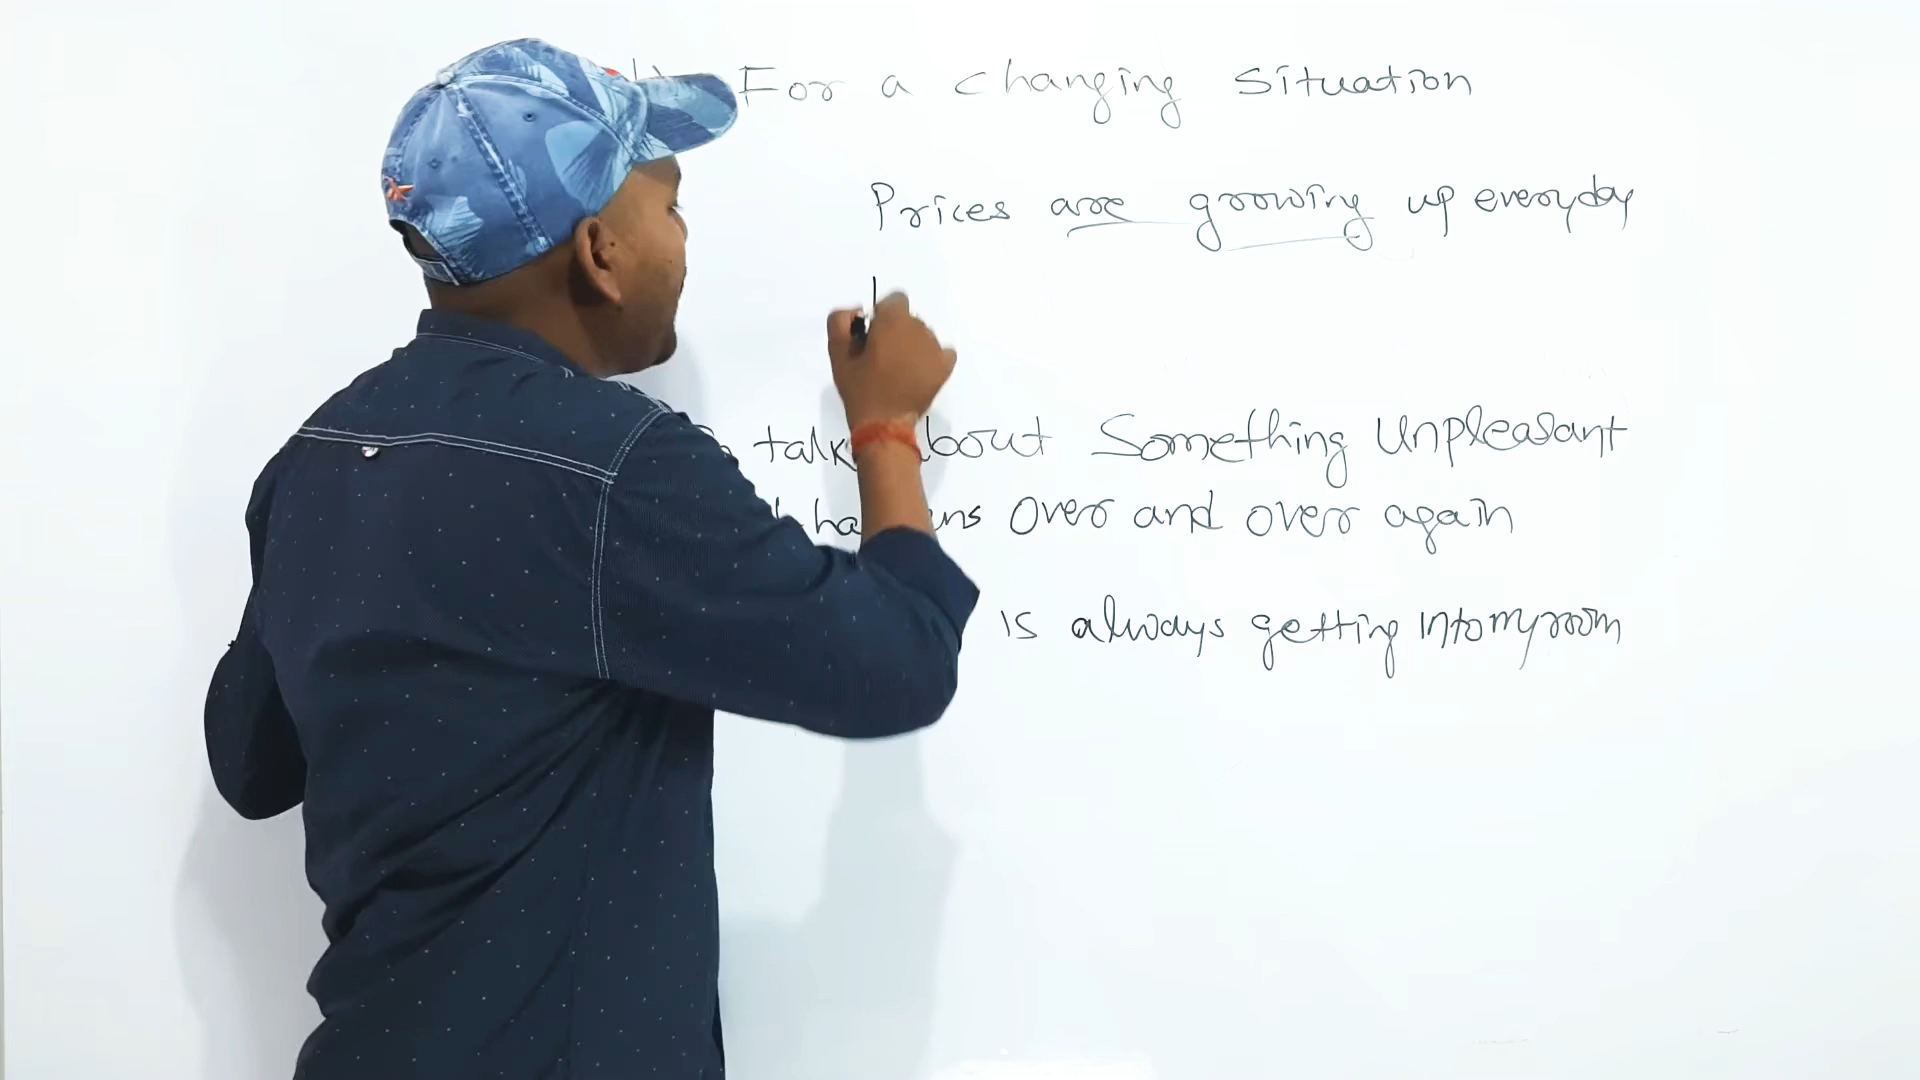 For a changing situation
Prices are growing up everyday
talk about Something Unpleasant
over and over again
is always getting into my room